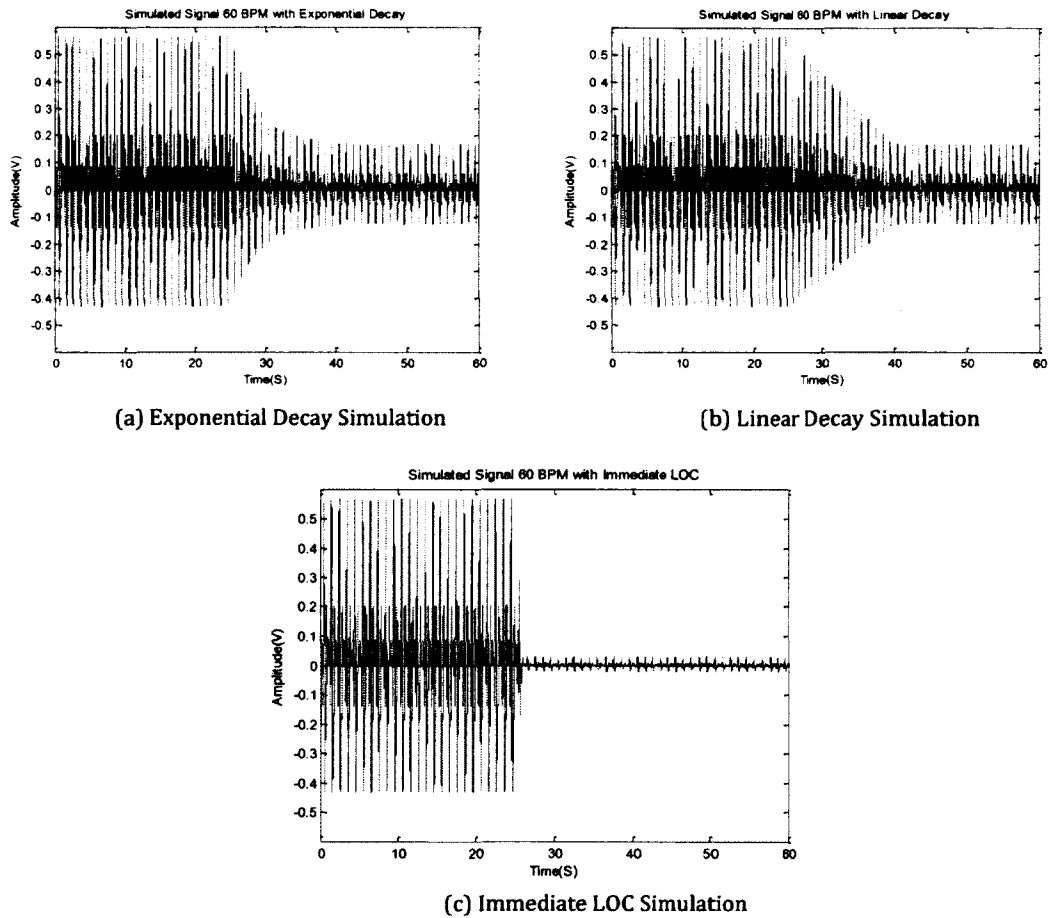 Simulated Signal 60 BPM with Exponential Decay
0.5
0.4
0.3
0.2
0.1
0
-0.1
-0.2
-0.3
-0.4
-0.5
Amplitude(V)
0 10 20 30 40 50 60
Time(S)
(a) Exponential Decay Simulation
Simulated Signal 60 BPM with Linear Decay
0.5
0.4
0.3
0.2
0.1
0
-0.1
-0.2
-0.3
-0.4
-0.5
Amplitude(V)
0 10 20 30 40 50 60
Time(S)
(b) Linear Decay Simulation
Simulated Signal 60 BPM with Immediate LOC
0.5
0.4
0.3
0.2
0.1
0
-0.1
-0.2
-0.3
-0.4
-0.5
Amplitude(V)
0 10 20 30 40 50 60
Time(S)
(c) Immediate LOC Simulation